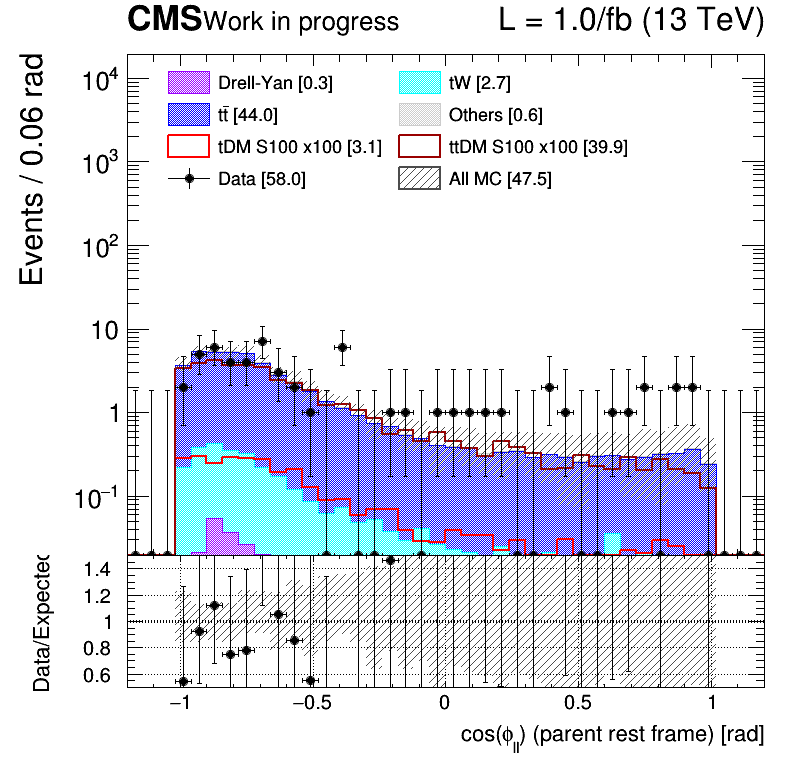 CMS Work in progress L = 1.0/fb (13 TeV)
Events / 0.06 rad
10⁴
10³
10²
10
1
10⁻¹
Drell-Yan [0.3] tW [2.7]
tt̄ [44.0] Others [0.6]
tDM S100 x100 [3.1] ttDM S100 x100 [39.9]
Data [58.0] All MC [47.5]
Data/Expected
1.4
1.2
1
0.8
0.6
−1 −0.5 0 0.5 1
cos(ϕ_ll) (parent rest frame) [rad]